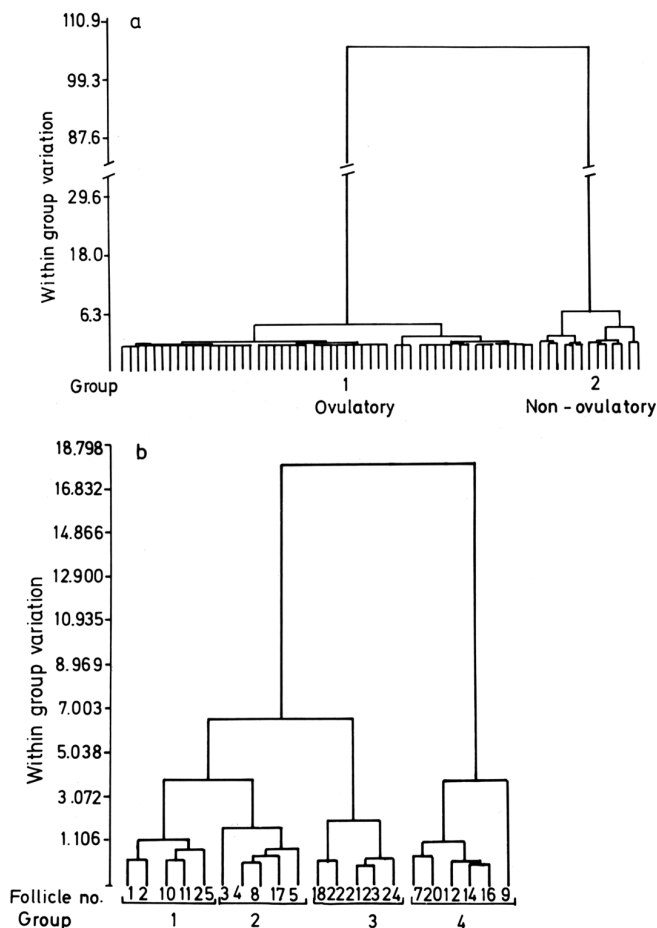 a
Within group variation
110.9
99.3
87.6
29.6
18.0
6.3
Group 1 2
Ovulatory Non-ovulatory
b
Within group variation
18.798
16.832
14.866
12.900
10.935
8.969
7.003
5.038
3.072
1.106
Follicle no. 1 2 10 11 25 3 4 8 17 5 18 22 21 23 24 7 20 12 14 16 9
Group 1 2 3 4